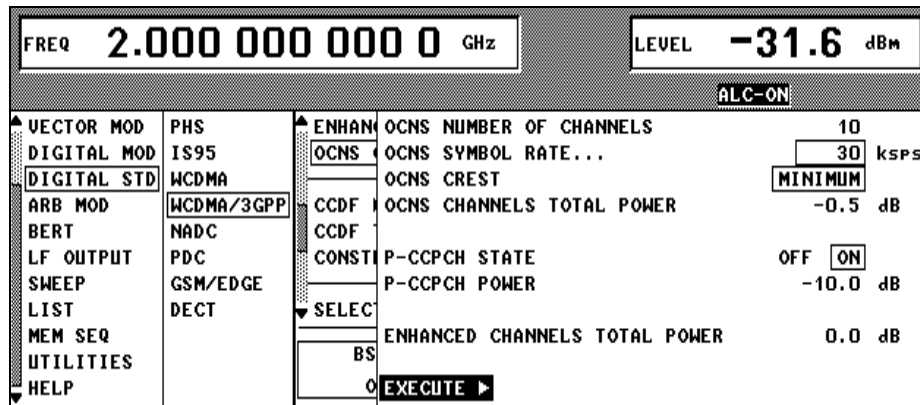 FREQ 2.000 000 000 0 GHz
LEVEL -31.6 dBm
ALC-ON
VECTOR MOD
DIGITAL MOD
DIGITAL STD
ARB MOD
BERT
LF OUTPUT
SWEEP
LIST
MEM SEQ
UTILITIES
HELP
PHS
IS95
WCDMA
WCDMA/3GPP
NADC
PDC
GSM/EDGE
DECT
ENHAN
OCNS
CCDF
CCDF
CONSTI
SELECT
BS
O
OCNS NUMBER OF CHANNELS 10
OCNS SYMBOL RATE... 30 ksps
OCNS CREST MINIMUM
OCNS CHANNELS TOTAL POWER -0.5 dB
P-CCPCH STATE OFF ON
P-CCPCH POWER -10.0 dB
ENHANCED CHANNELS TOTAL POWER 0.0 dB
EXECUTE ▶